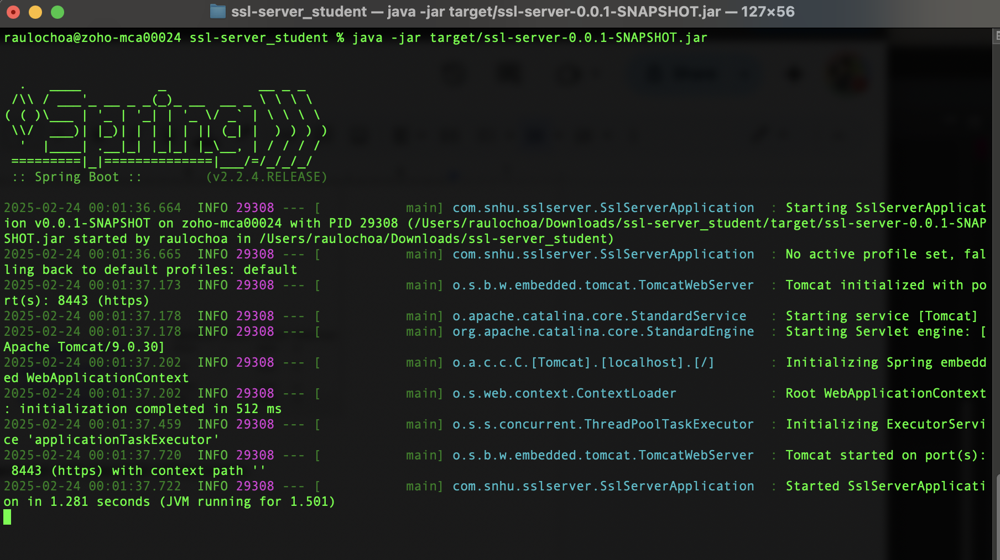 ssl-server_student — java -jar target/ssl-server-0.0.1-SNAPSHOT.jar — 127×56
raulochoa@zoho-mca00024 ssl-server_student % java -jar target/ssl-server-0.0.1-SNAPSHOT.jar
  .   ____          _            __ _ _
 /\\ / ___'_ __ _ _(_)_ __  __ _ \ \ \ \
( ( )\___ | '_ | '_| | '_ \/ _` | \ \ \ \
 \\/  ___)| |_)| | | | | || (_| |  ) ) ) )
  '  |____| .__|_| |_|_| |_\__, | / / / /
 =========|_|==============|___/=/_/_/_/
 :: Spring Boot ::        (v2.2.4.RELEASE)
2025-02-24 00:01:36.664  INFO 29308 --- [           main] com.snhu.sslserver.SslServerApplication  : Starting SslServerApplicat
ion v0.0.1-SNAPSHOT on zoho-mca00024 with PID 29308 (/Users/raulochoa/Downloads/ssl-server_student/target/ssl-server-0.0.1-SNAP
SHOT.jar started by raulochoa in /Users/raulochoa/Downloads/ssl-server_student)
2025-02-24 00:01:36.665  INFO 29308 --- [           main] com.snhu.sslserver.SslServerApplication  : No active profile set, fal
ling back to default profiles: default
2025-02-24 00:01:37.173  INFO 29308 --- [           main] o.s.b.w.embedded.tomcat.TomcatWebServer  : Tomcat initialized with po
rt(s): 8443 (https)
2025-02-24 00:01:37.178  INFO 29308 --- [           main] o.apache.catalina.core.StandardService   : Starting service [Tomcat]
2025-02-24 00:01:37.178  INFO 29308 --- [           main] org.apache.catalina.core.StandardEngine  : Starting Servlet engine: [
Apache Tomcat/9.0.30]
2025-02-24 00:01:37.202  INFO 29308 --- [           main] o.a.c.c.C.[Tomcat].[localhost].[/]       : Initializing Spring embedd
ed WebApplicationContext
2025-02-24 00:01:37.202  INFO 29308 --- [           main] o.s.web.context.ContextLoader            : Root WebApplicationContext
: initialization completed in 512 ms
2025-02-24 00:01:37.459  INFO 29308 --- [           main] o.s.s.concurrent.ThreadPoolTaskExecutor  : Initializing ExecutorServi
ce 'applicationTaskExecutor'
2025-02-24 00:01:37.720  INFO 29308 --- [           main] o.s.b.w.embedded.tomcat.TomcatWebServer  : Tomcat started on port(s):
 8443 (https) with context path ''
2025-02-24 00:01:37.722  INFO 29308 --- [           main] com.snhu.sslserver.SslServerApplication  : Started SslServerApplicati
on in 1.281 seconds (JVM running for 1.501)